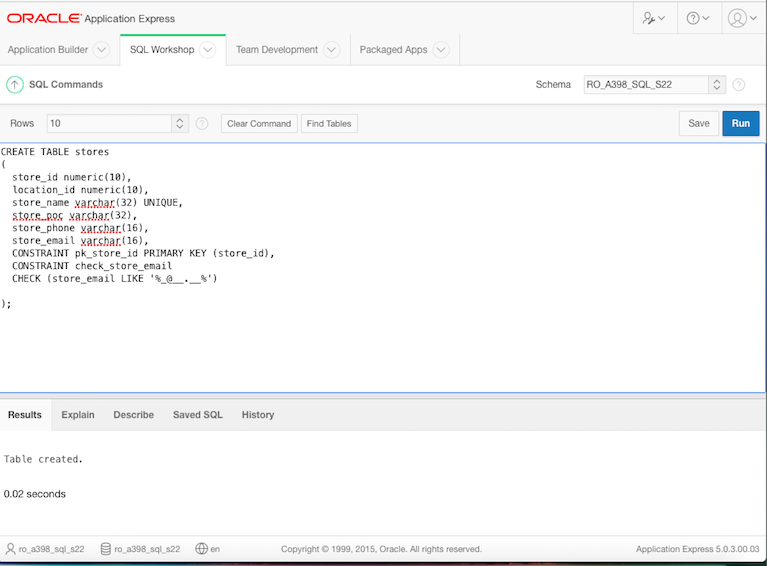 ORACLE Application Express
Application Builder SQL Workshop Team Development Packaged Apps
SQL Commands Schema RO_A398_SQL_S22
Rows 10 Clear Command Find Tables Save Run
CREATE TABLE stores
(
store_id numeric(10),
location_id numeric(10),
store_name varchar(32) UNIQUE,
store_poc varchar(32),
store_phone varchar(16),
store_email varchar(16),
CONSTRAINT pk_store_id PRIMARY KEY (store_id),
CONSTRAINT check_store_email
CHECK (store_email LIKE '%_@__.__%')
);
Results Explain Describe Saved SQL History
Table created.
0.02 seconds
ro_a398_sql_s22 ro_a398_sql_s22 en Copyright © 1999, 2015, Oracle. All rights reserved. Application Express 5.0.3.00.03